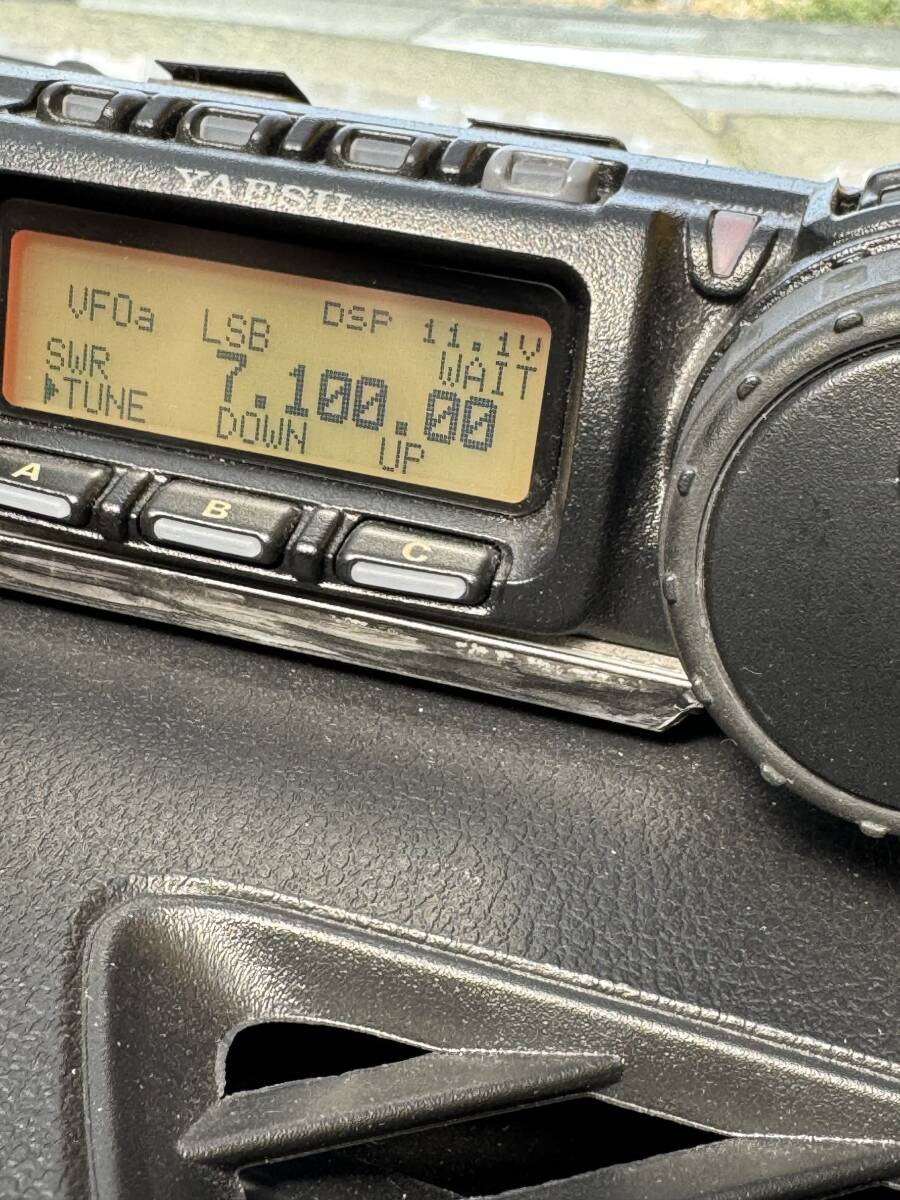 YAESU
VFOa LSB DSP 11.1V
SWR 7.100.00 WAIT
▶TUNE DOWN UP
A B C